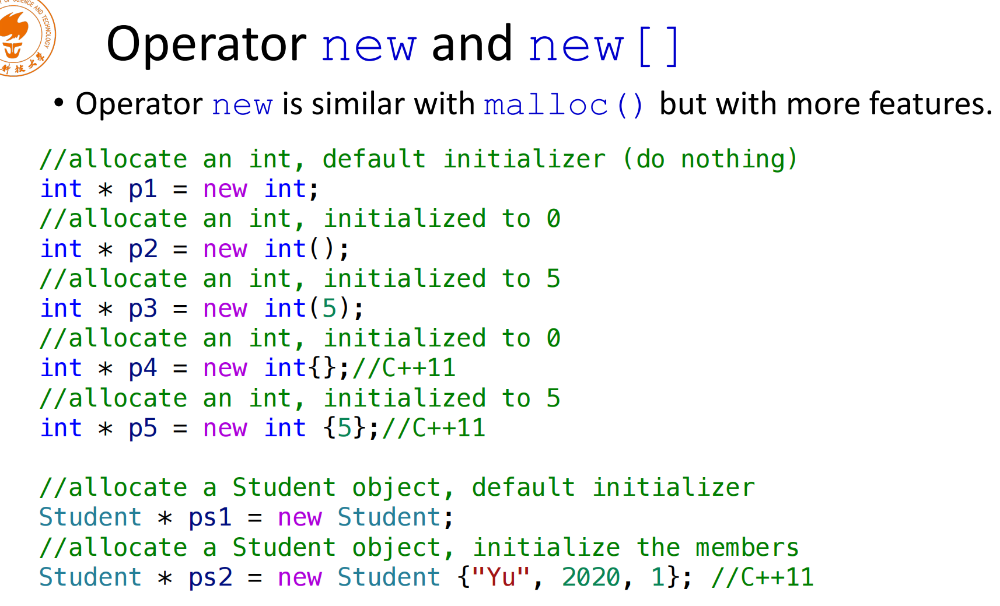 OF SCIENCE AND TECHNOLOGY
科技大学
Operator new and new[]
• Operator new is similar with malloc() but with more features.
//allocate an int, default initializer (do nothing)
int * p1 = new int;
//allocate an int, initialized to 0
int * p2 = new int();
//allocate an int, initialized to 5
int * p3 = new int(5);
//allocate an int, initialized to 0
int * p4 = new int{};//C++11
//allocate an int, initialized to 5
int * p5 = new int {5};//C++11
//allocate a Student object, default initializer
Student * ps1 = new Student;
//allocate a Student object, initialize the members
Student * ps2 = new Student {"Yu", 2020, 1}; //C++11